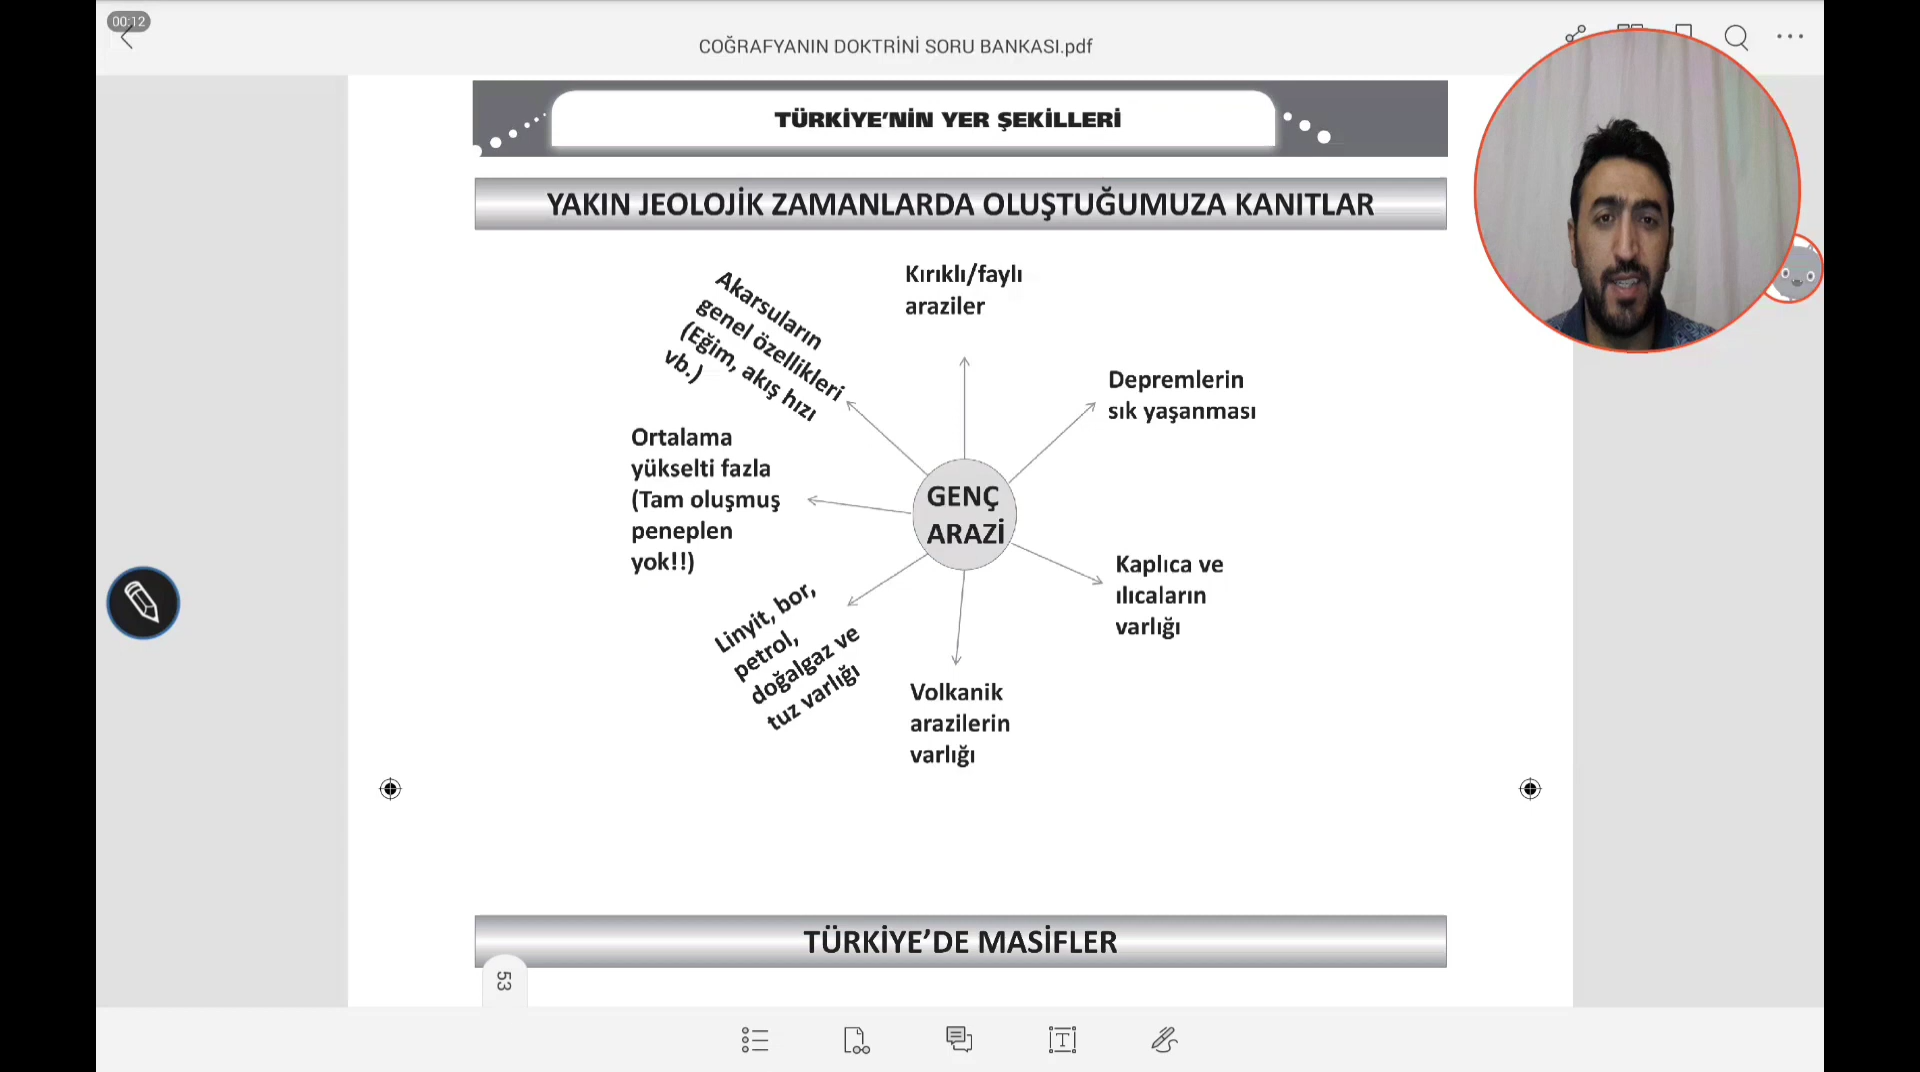 00:12
COĞRAFYANIN DOKTRİNİ SORU BANKASI.pdf
TÜRKİYE'NİN YER ŞEKİLLERİ
YAKIN JEOLOJİK ZAMANLARDA OLUŞTUĞUMUZA KANITLAR
Kırıklı/faylı
araziler
Akarsuların
genel özellikleri
(Eğim, akış hızı
vb.)
Depremlerin
sık yaşanması
Ortalama
yükselti fazla
(Tam oluşmuş
peneplen
yok!!)
GENÇ
ARAZİ
Kaplıca ve
ılıcaların
varlığı
Linyit, bor,
petrol,
doğalgaz ve
tuz varlığı
Volkanik
arazilerin
varlığı
TÜRKİYE'DE MASİFLER
53